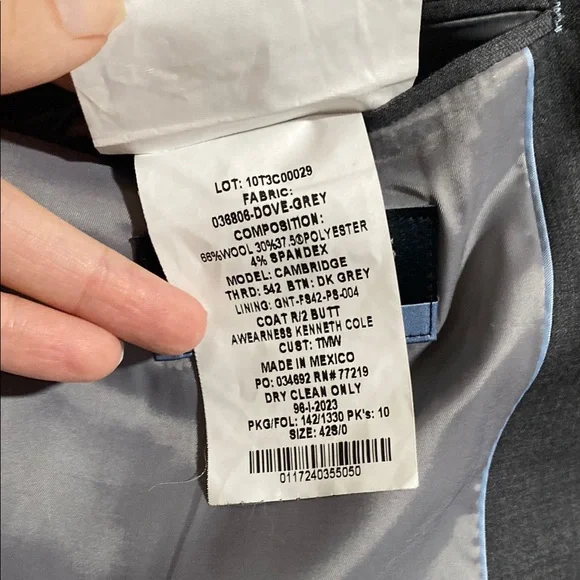 LOT: 10T3C00029
FABRIC:
036806-DOVE-GREY
COMPOSITION:
66%WOOL 30%37.5®POLYESTER
4% SPANDEX
MODEL: CAMBRIDGE
THRD: 542 BTN: DK GREY
LINING: GNT-FS42-PS-004
COAT R/2 BUTT
AWEARNESS KENNETH COLE
CUST: TMW
MADE IN MEXICO
PO: 034692 RN# 77219
DRY CLEAN ONLY
96-I-2023
PKG/FOL: 142/1330 PK's: 10
SIZE: 42S/0
0117240355050